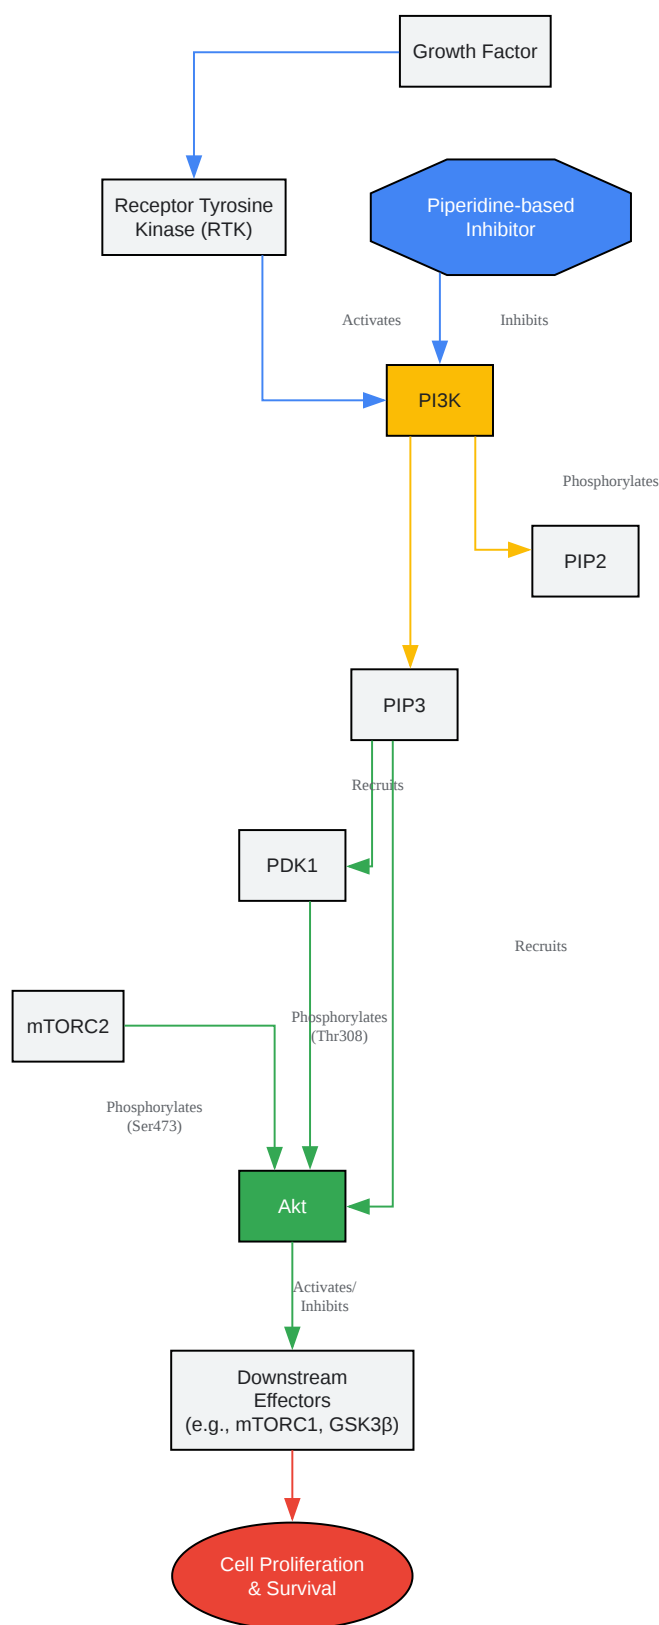 Growth Factor
Receptor Tyrosine
Kinase (RTK)
Piperidine-based
Inhibitor
Activates
Inhibits
PI3K
Phosphorylates
PIP2
PIP3
Recruits
PDK1
Recruits
mTORC2
Phosphorylates
(Thr308)
Phosphorylates
(Ser473)
Akt
Activates/
Inhibits
Downstream
Effectors
(e.g., mTORC1, GSK3β)
Cell Proliferation
& Survival